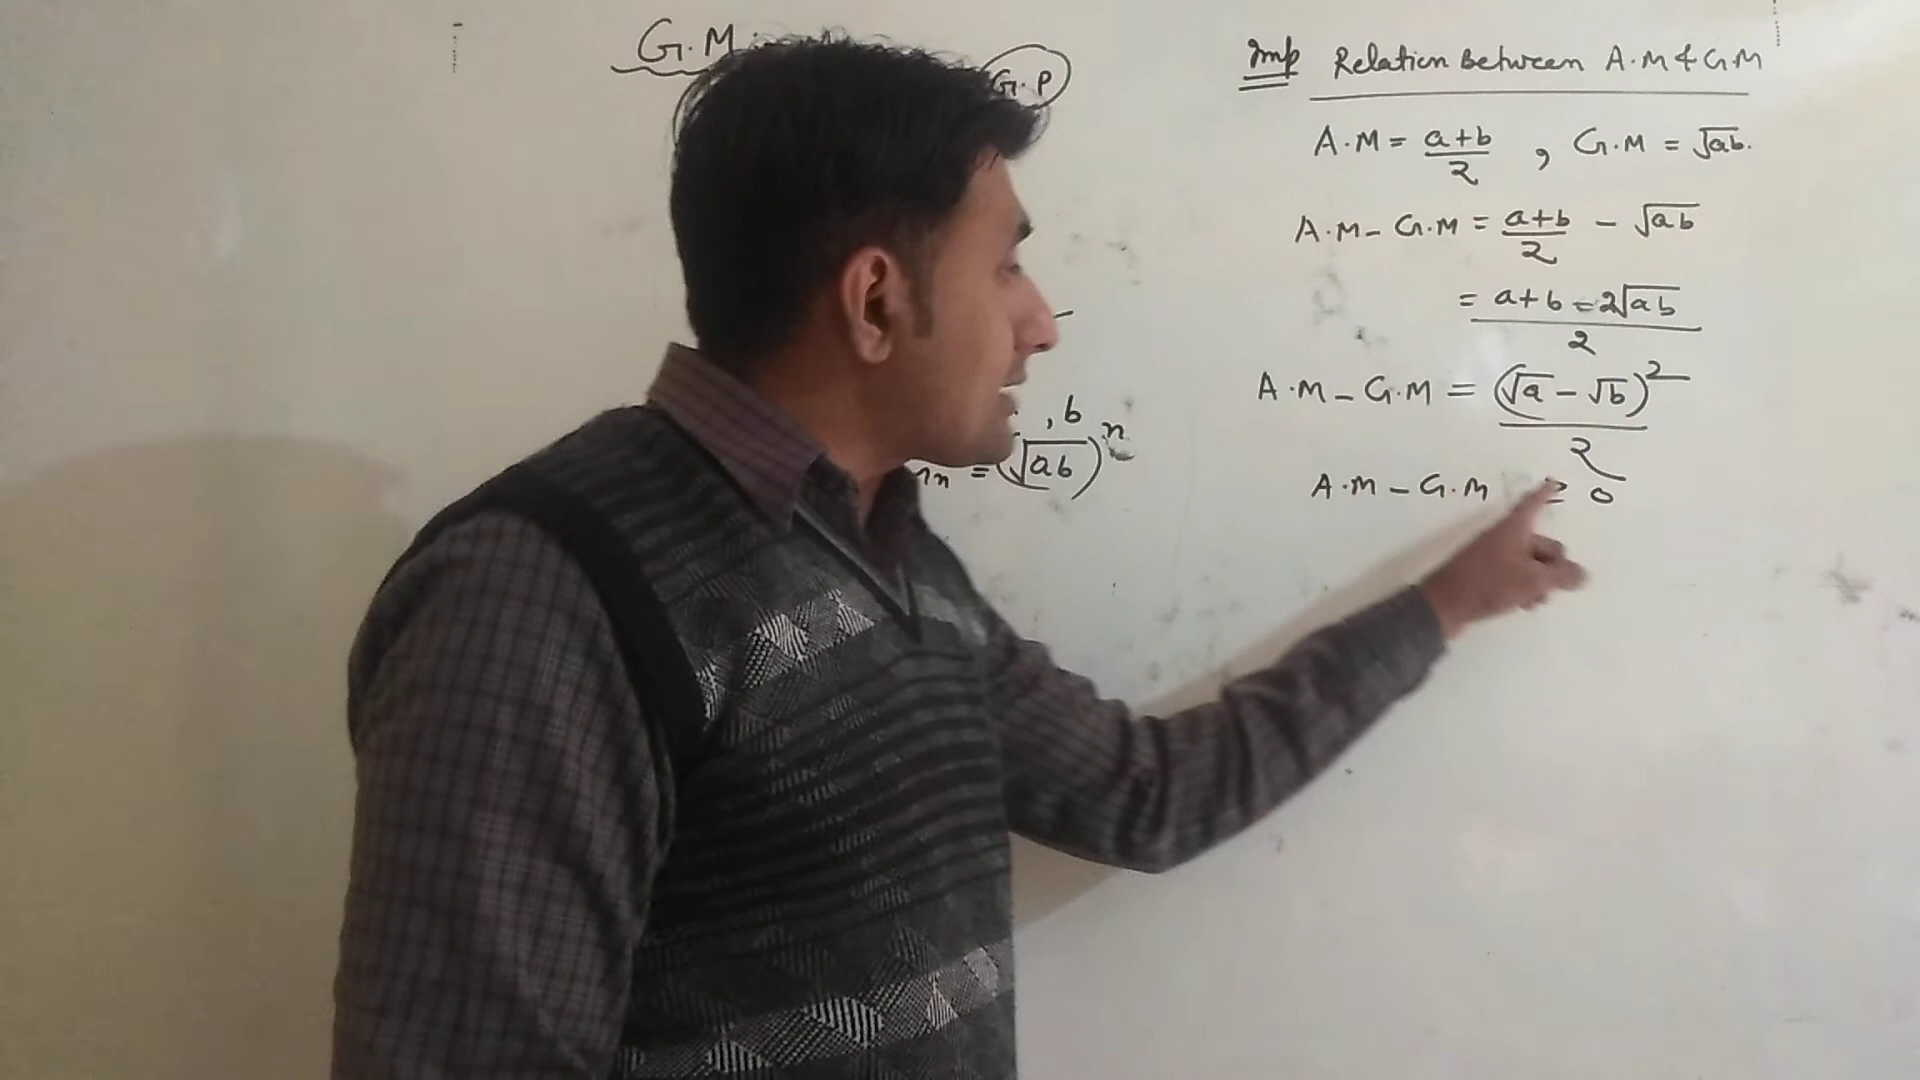 G.M
G.P
, b
= (√ab)ⁿ
Imp Relation Between A.M & G.M
A.M = a+b/2 , G.M = √ab.
A.M - G.M = a+b/2 - √ab
= a+b-2√ab/2
A.M - G.M = (√a - √b)²/2
A.M - G.M ≥ 0